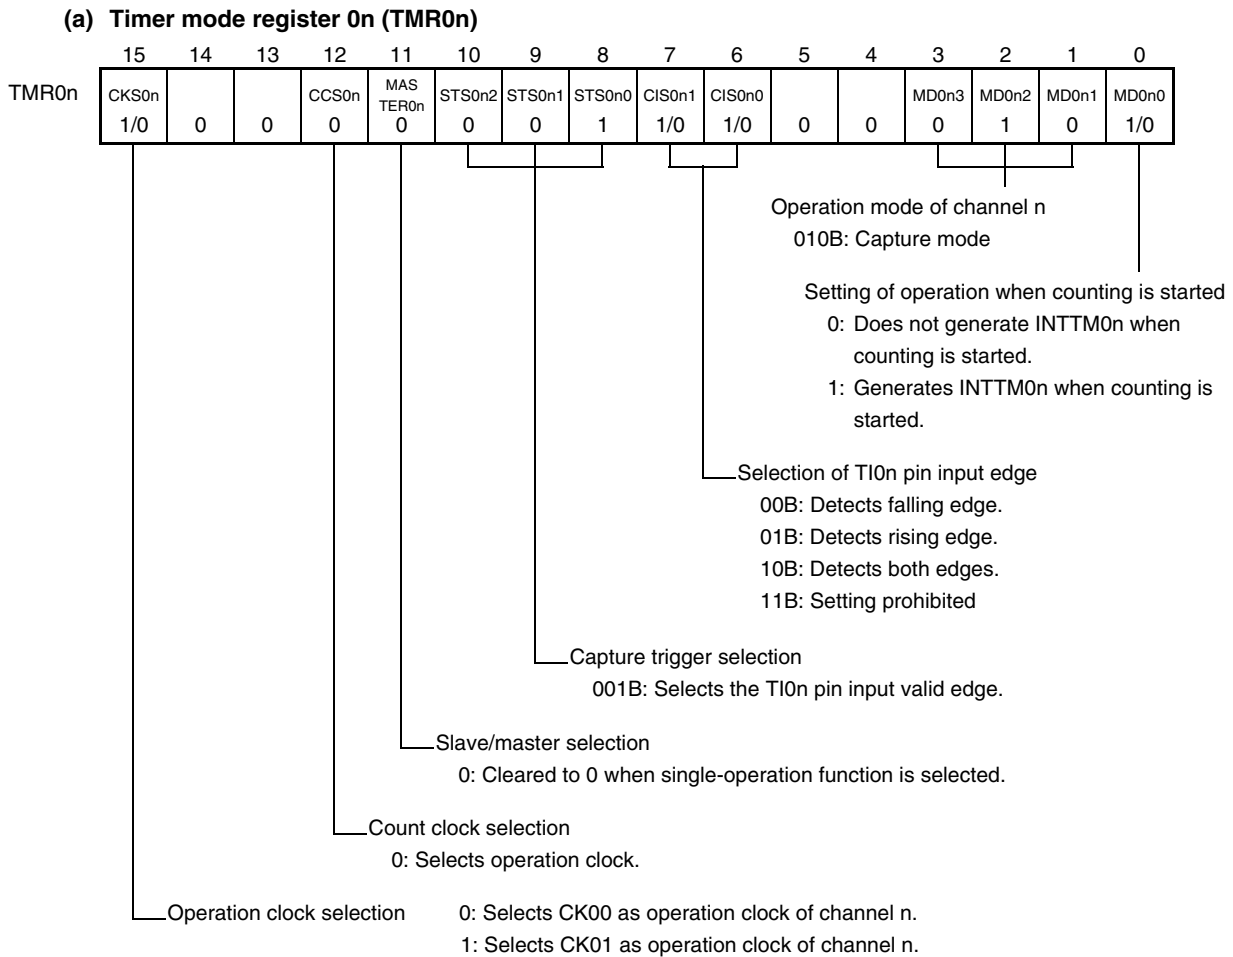 (a) Timer mode register 0n (TMR0n)
15 14 13 12 11 10 9 8 7 6 5 4 3 2 1 0
TMR0n CKS0n CCS0n MAS TER0n STS0n2 STS0n1 STS0n0 CIS0n1 CIS0n0 MD0n3 MD0n2 MD0n1 MD0n0
1/0 0 0 0 0 0 0 1 1/0 1/0 0 0 0 1 0 1/0
Operation mode of channel n
010B: Capture mode
Setting of operation when counting is started
0: Does not generate INTTM0n when
counting is started.
1: Generates INTTM0n when counting is
started.
Selection of TI0n pin input edge
00B: Detects falling edge.
01B: Detects rising edge.
10B: Detects both edges.
11B: Setting prohibited
Capture trigger selection
001B: Selects the TI0n pin input valid edge.
Slave/master selection
0: Cleared to 0 when single-operation function is selected.
Count clock selection
0: Selects operation clock.
Operation clock selection 0: Selects CK00 as operation clock of channel n.
1: Selects CK01 as operation clock of channel n.